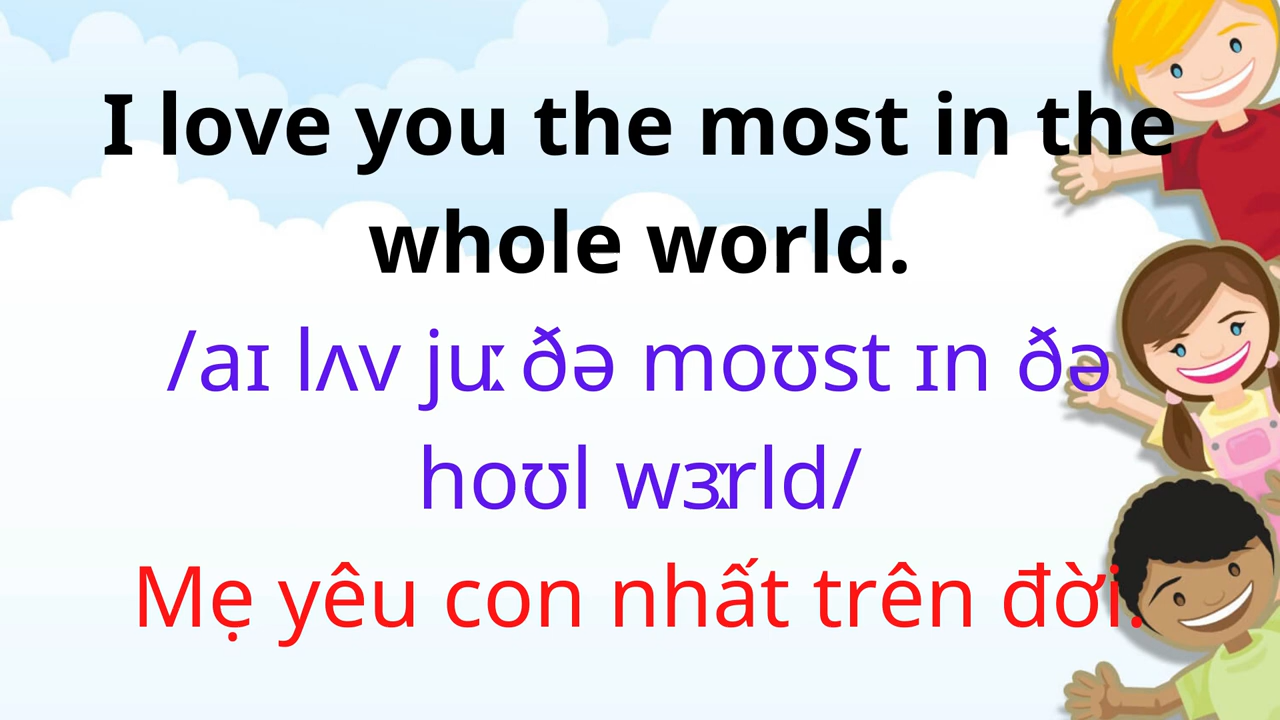 I love you the most in the
whole world.
/aɪ lʌv juː ðə moʊst ɪn ðə
hoʊl wɜːrld/
Mẹ yêu con nhất trên đời.